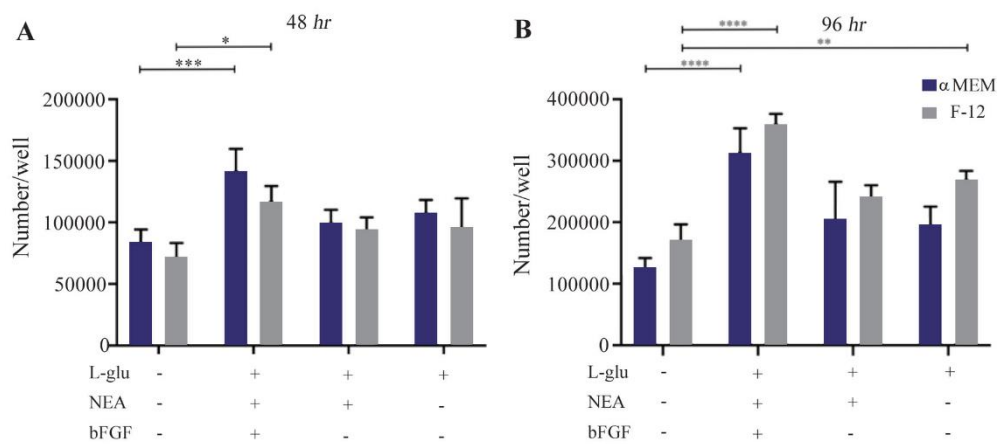 A
48 hr
*
***
200000
150000
100000
50000
0
Number/well
L-glu - + + +
NEA - + + -
bFGF - + - -
B
96 hr
****
**
****
α MEM
F-12
400000
300000
200000
100000
0
Number/well
L-glu - + + +
NEA - + + -
bFGF - + - -